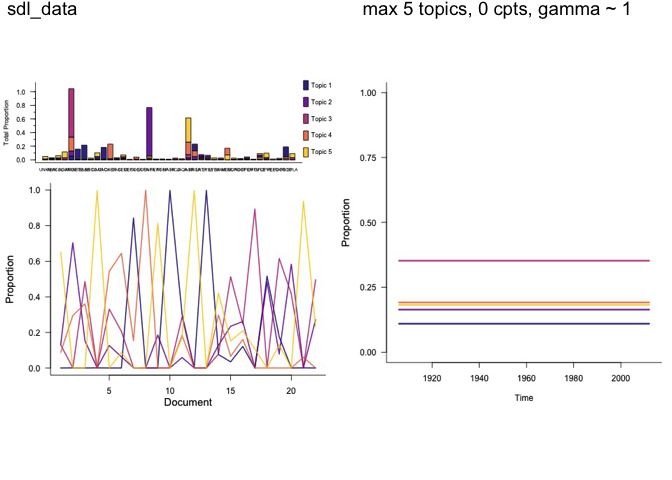 sdl_data
max 5 topics, 0 cpts, gamma ~ 1
Total Proportion
1.0
0.8
0.6
0.4
0.2
0.0
Topic 1
Topic 2
Topic 3
Topic 4
Topic 5
Proportion
1.0
0.8
0.6
0.4
0.2
0.0
5
10
15
20
Document
Proportion
1.00
0.75
0.50
0.25
0.00
1920
1940
1960
1980
2000
Time